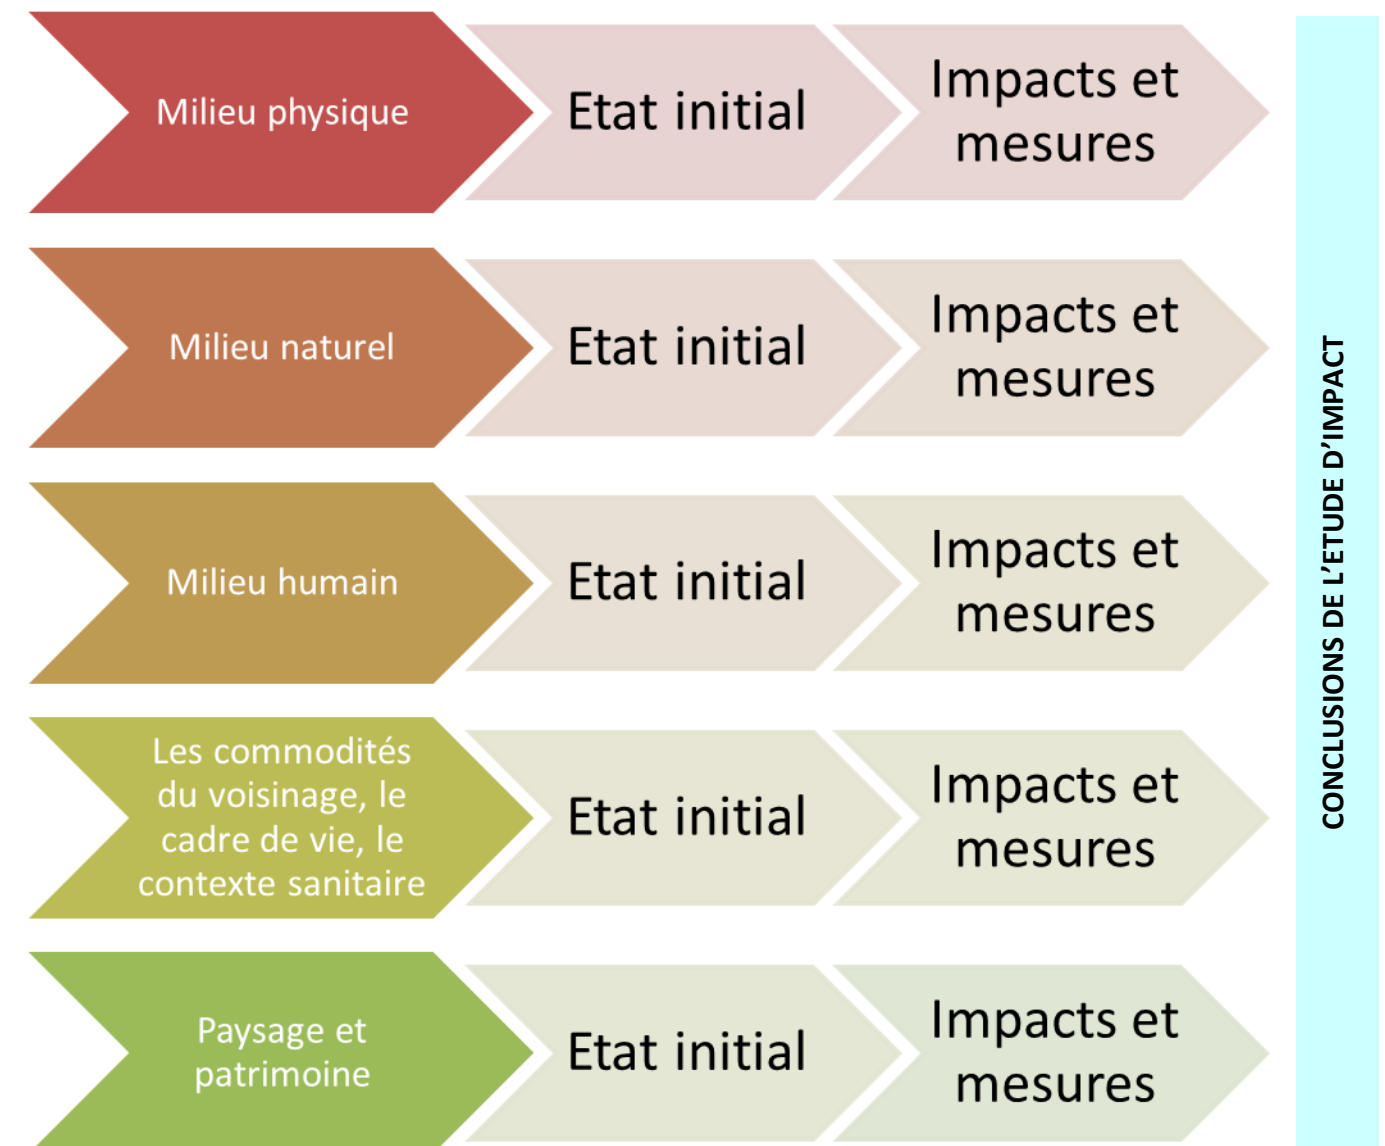 Milieu physique
Etat initial
Impacts et
mesures
Milieu naturel
Etat initial
Impacts et
mesures
Milieu humain
Etat initial
Impacts et
mesures
Les commodités
du voisinage, le
cadre de vie, le
contexte sanitaire
Etat initial
Impacts et
mesures
Paysage et
patrimoine
Etat initial
Impacts et
mesures
CONCLUSIONS DE L’ETUDE D’IMPACT